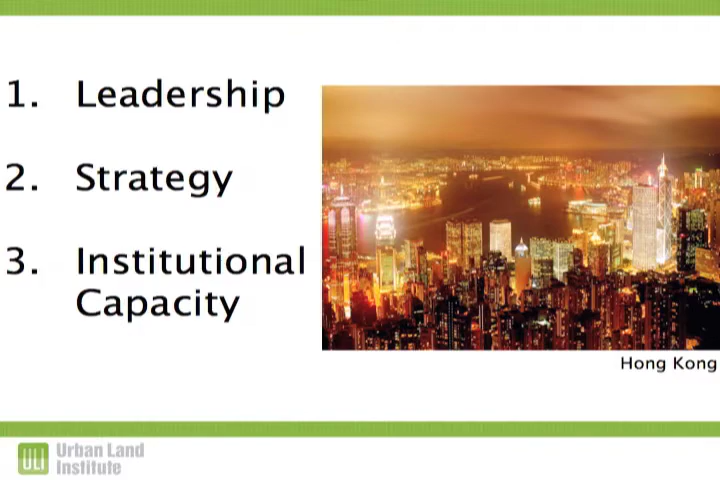 1. Leadership
2. Strategy
3. Institutional
Capacity
Hong Kong
ULI Urban Land
Institute